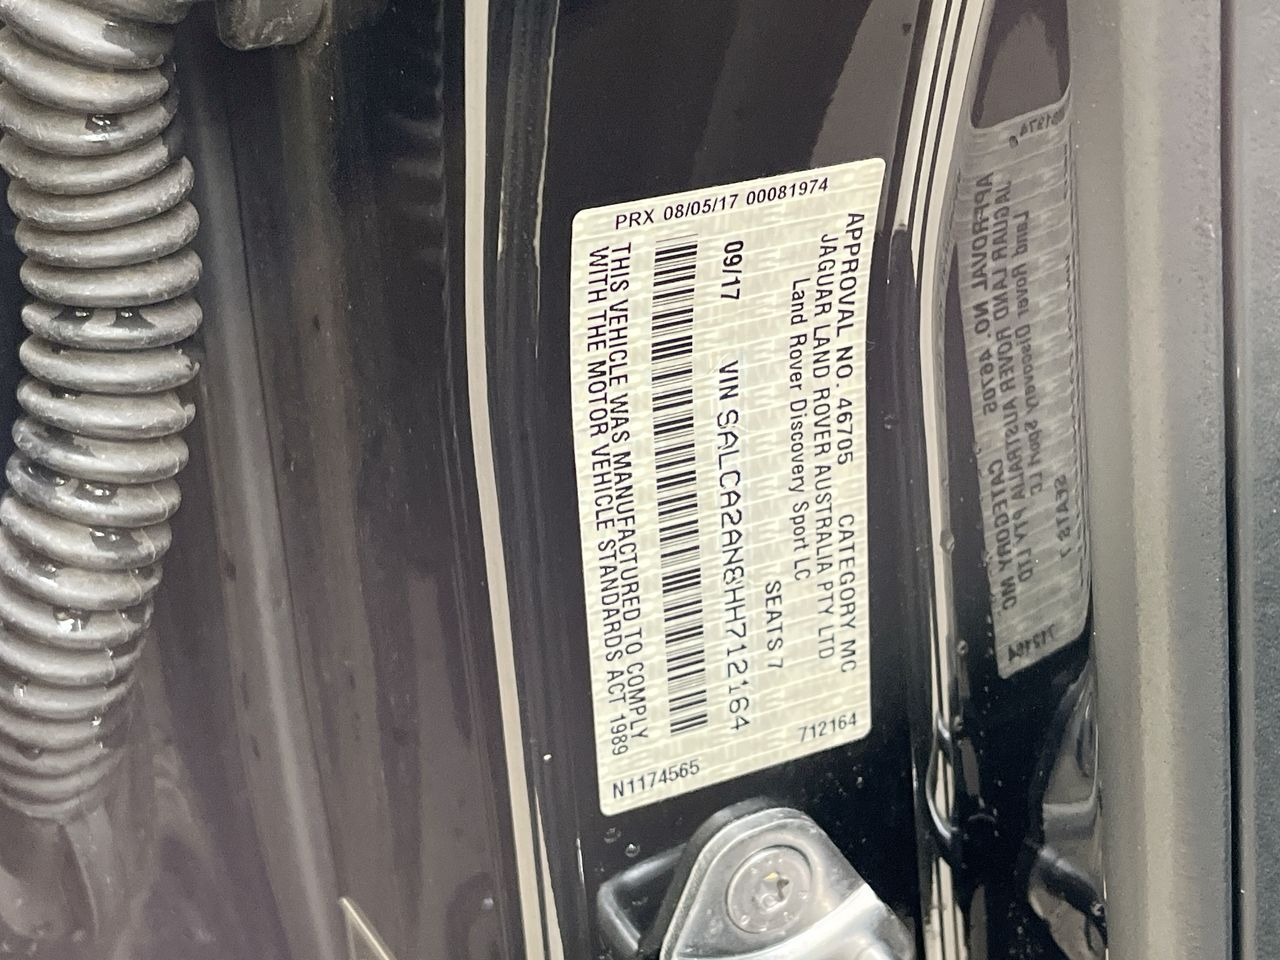 PRX 08/05/17 00081974
APPROVAL NO. 46705 CATEGORY MC
JAGUAR LAND ROVER AUSTRALIA PTY LTD
Land Rover Discovery Sport LC
SEATS 7
09/17 VIN SALCA2AN8HH712164
THIS VEHICLE WAS MANUFACTURED TO COMPLY
WITH THE MOTOR VEHICLE STANDARDS ACT 1989
712164
N1174565